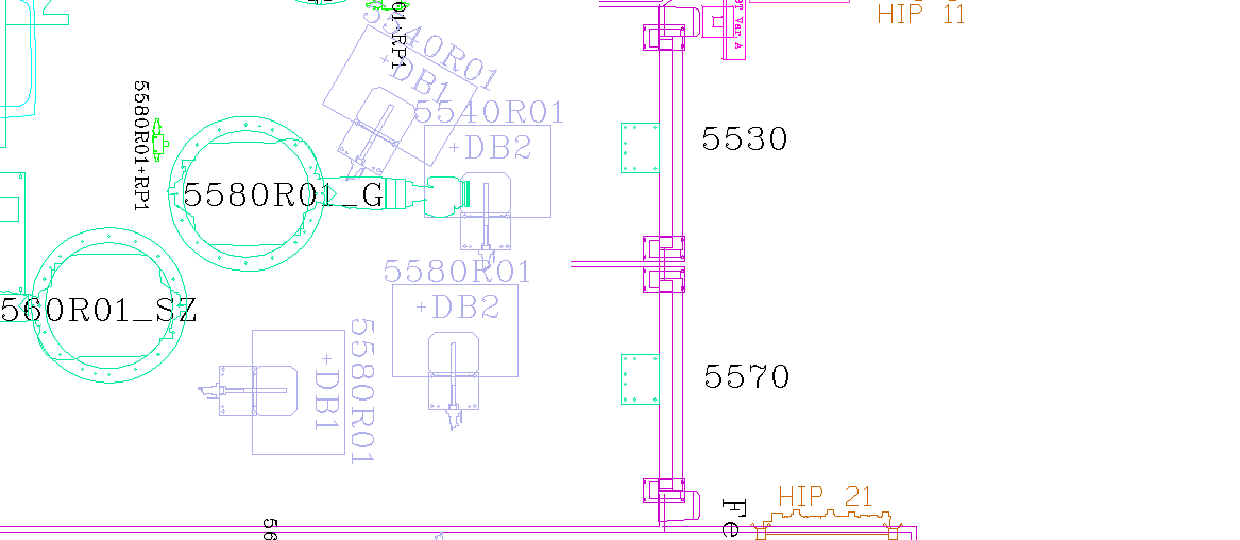 HIP 11
5540R01
+DB1
5540R01
+DB2
5580R01+RP1
5530
5580R01_G
5580R01
+DB2
560R01_SZ
5580R01
+DB1
5570
HIP 21
Fe
56
01+RP1
Var A